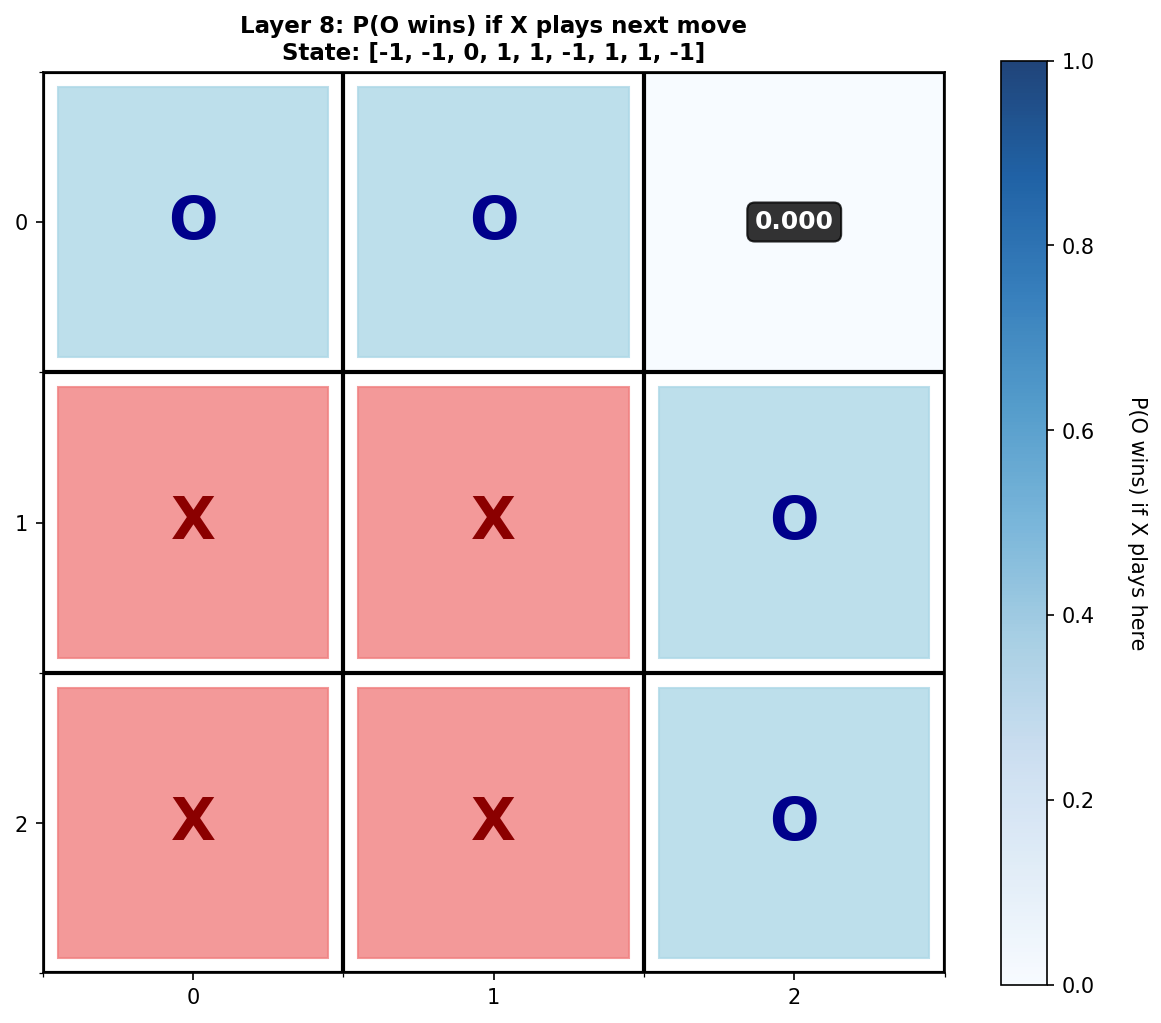 Layer 8: P(O wins) if X plays next move
State: [-1, -1, 0, 1, 1, -1, 1, 1, -1]
0
O
O
0.000
1
X
X
O
2
X
X
O
0
1
2
1.0
0.8
0.6
0.4
0.2
0.0
P(O wins) if X plays here